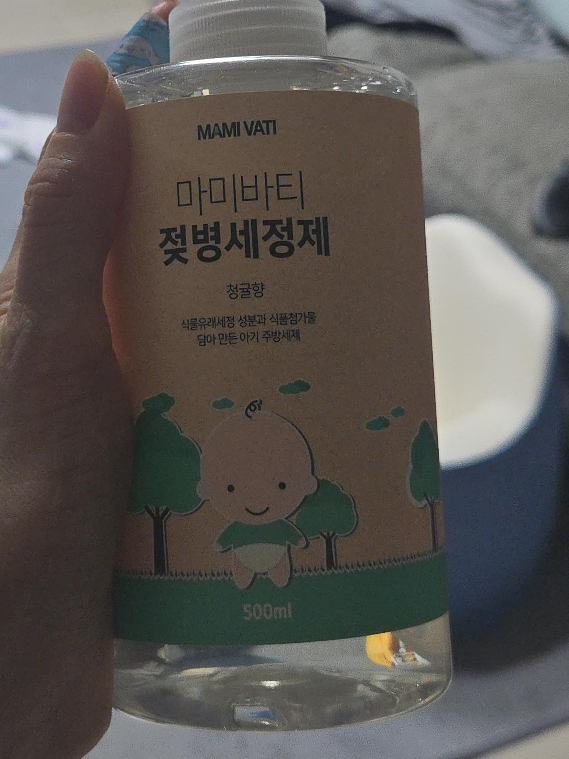 MAMI VATI
마미바티
젖병세정제
청귤향
식물유래세정 성분과 식품첨가물
담아 만든 아기 주방세제
500ml